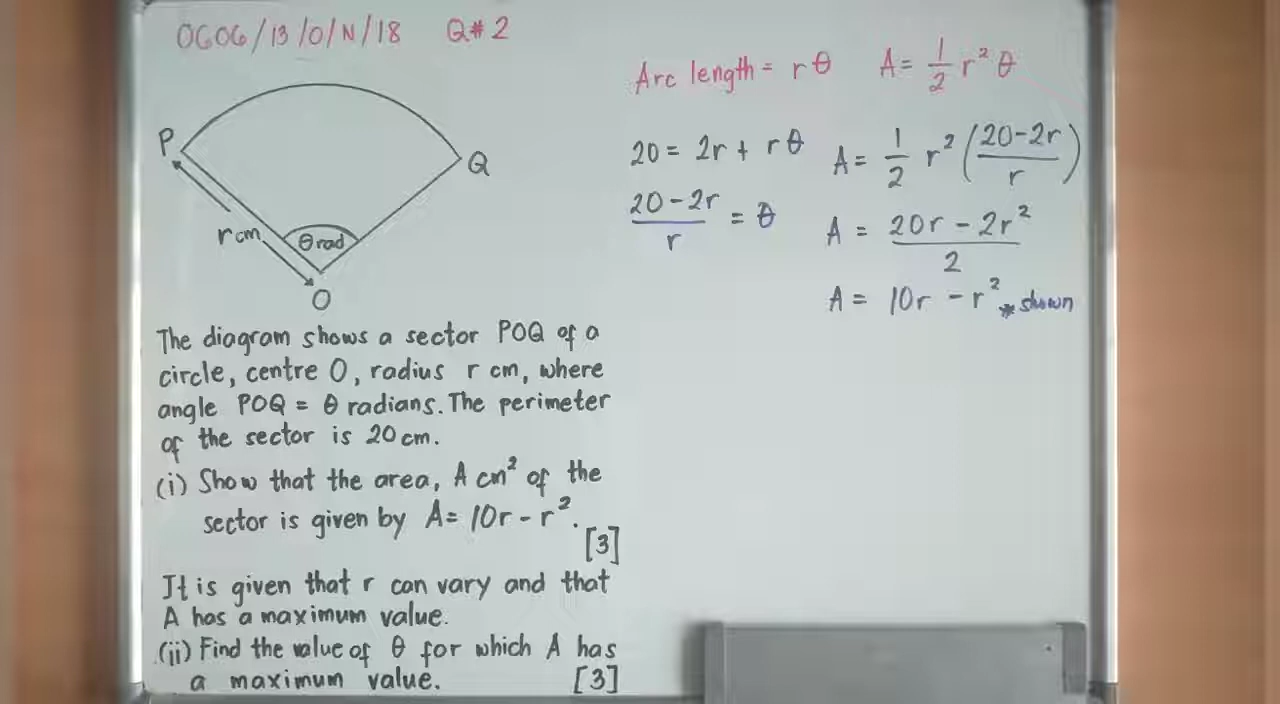 0606/13/O/N/18 Q#2
P
Q
r cm
θ rad
O
The diagram shows a sector POQ of a
circle, centre O, radius r cm, where
angle POQ = θ radians. The perimeter
of the sector is 20 cm.
(i) Show that the area, A cm² of the
sector is given by A = 10r - r².
[3]
It is given that r can vary and that
A has a maximum value.
(ii) Find the value of θ for which A has
a maximum value. [3]
Arc length = rθ A = 1/2 r² θ
20 = 2r + rθ
(20 - 2r)/r = θ
A = 1/2 r² ((20-2r)/r)
A = (20r - 2r²)/2
A = 10r - r² * shown